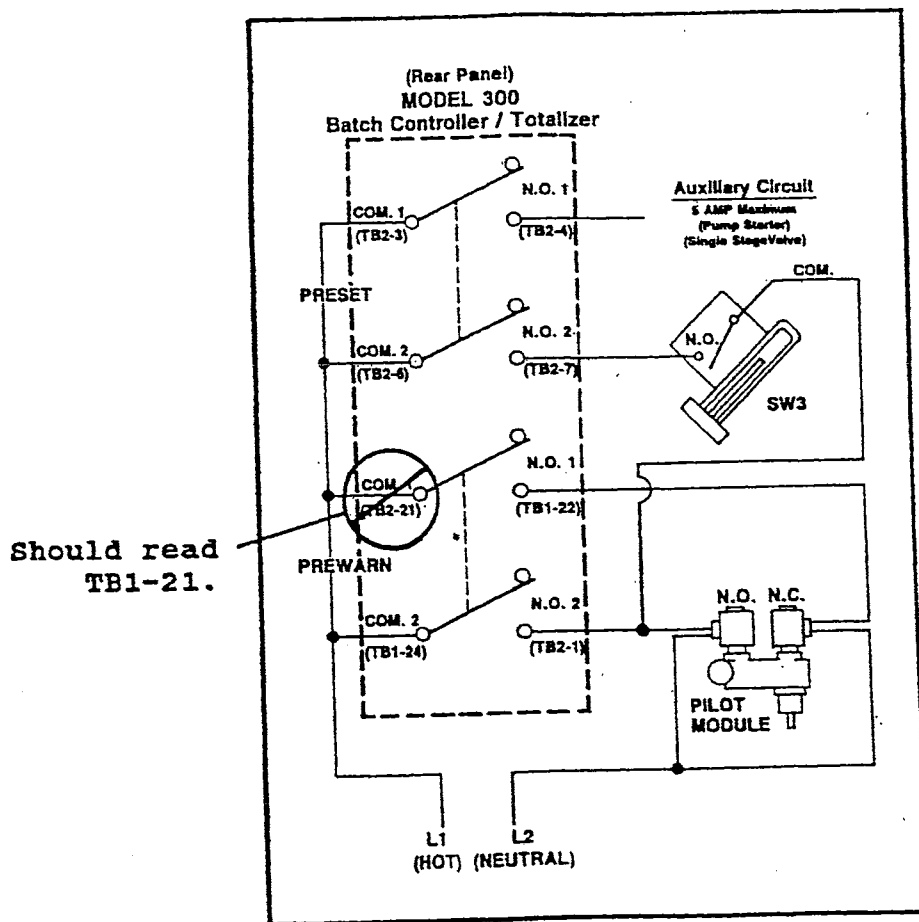 (Rear Panel)
MODEL 300
Batch Controller / Totalizer
N.O. 1
COM. 1
(TB2-3)
(TB2-4)
Auxiliary Circuit
5 AMP Maximum
(Pump Starter)
(Single StageValve)
COM.
PRESET
N.O. 2
COM. 2
(TB2-6)
(TB2-7)
N.O.
SW3
N.O. 1
COM. 1
(TB2-21)
(TB1-22)
Should read
TB1-21.
PREWARN
N.O. 2
COM. 2
(TB1-24)
(TB2-1)
N.O. N.C.
PILOT
MODULE
L1
(HOT)
L2
(NEUTRAL)